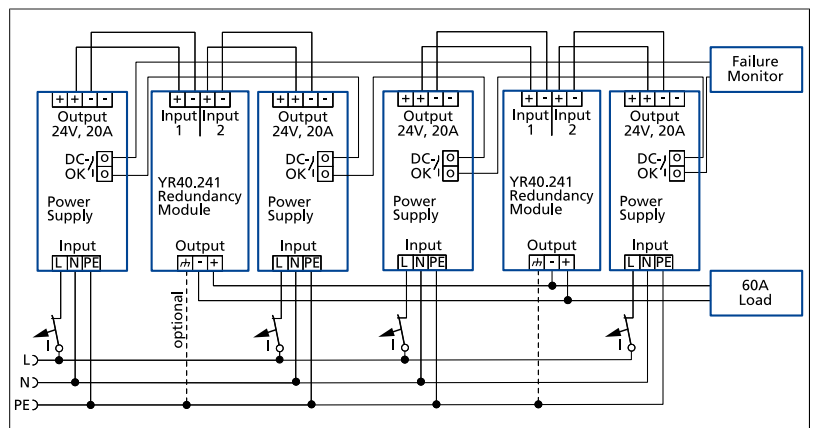 Failure
Monitor
+ + - -
Output
24V, 20A
DC-
OK
Power
Supply
Input
L N PE
+ - + -
Input Input
1 2
YR40.241
Redundancy
Module
Output
- +
+ + - -
Output
24V, 20A
DC-
OK
Power
Supply
Input
L N PE
+ + - -
Output
24V, 20A
DC-
OK
Power
Supply
Input
L N PE
+ - + -
Input Input
1 2
YR40.241
Redundancy
Module
Output
- +
+ + - -
Output
24V, 20A
DC-
OK
Power
Supply
Input
L N PE
60A
Load
optional
I
I
I
I
L
N
PE